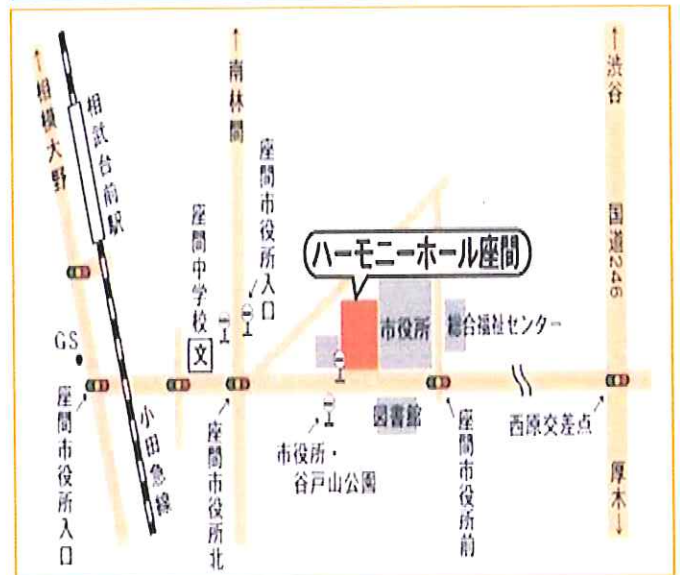 ←相模大野
相武台前駅
↑南林間
座間市役所入口
座間中学校
文
ハーモニーホール座間
市役所
総合福祉センター
↑渋谷
国道246
GS
座間市役所入口
小田急線
座間市役所北
市役所・
谷戸山公園
図書館
座間市役所前
西原交差点
厚木→